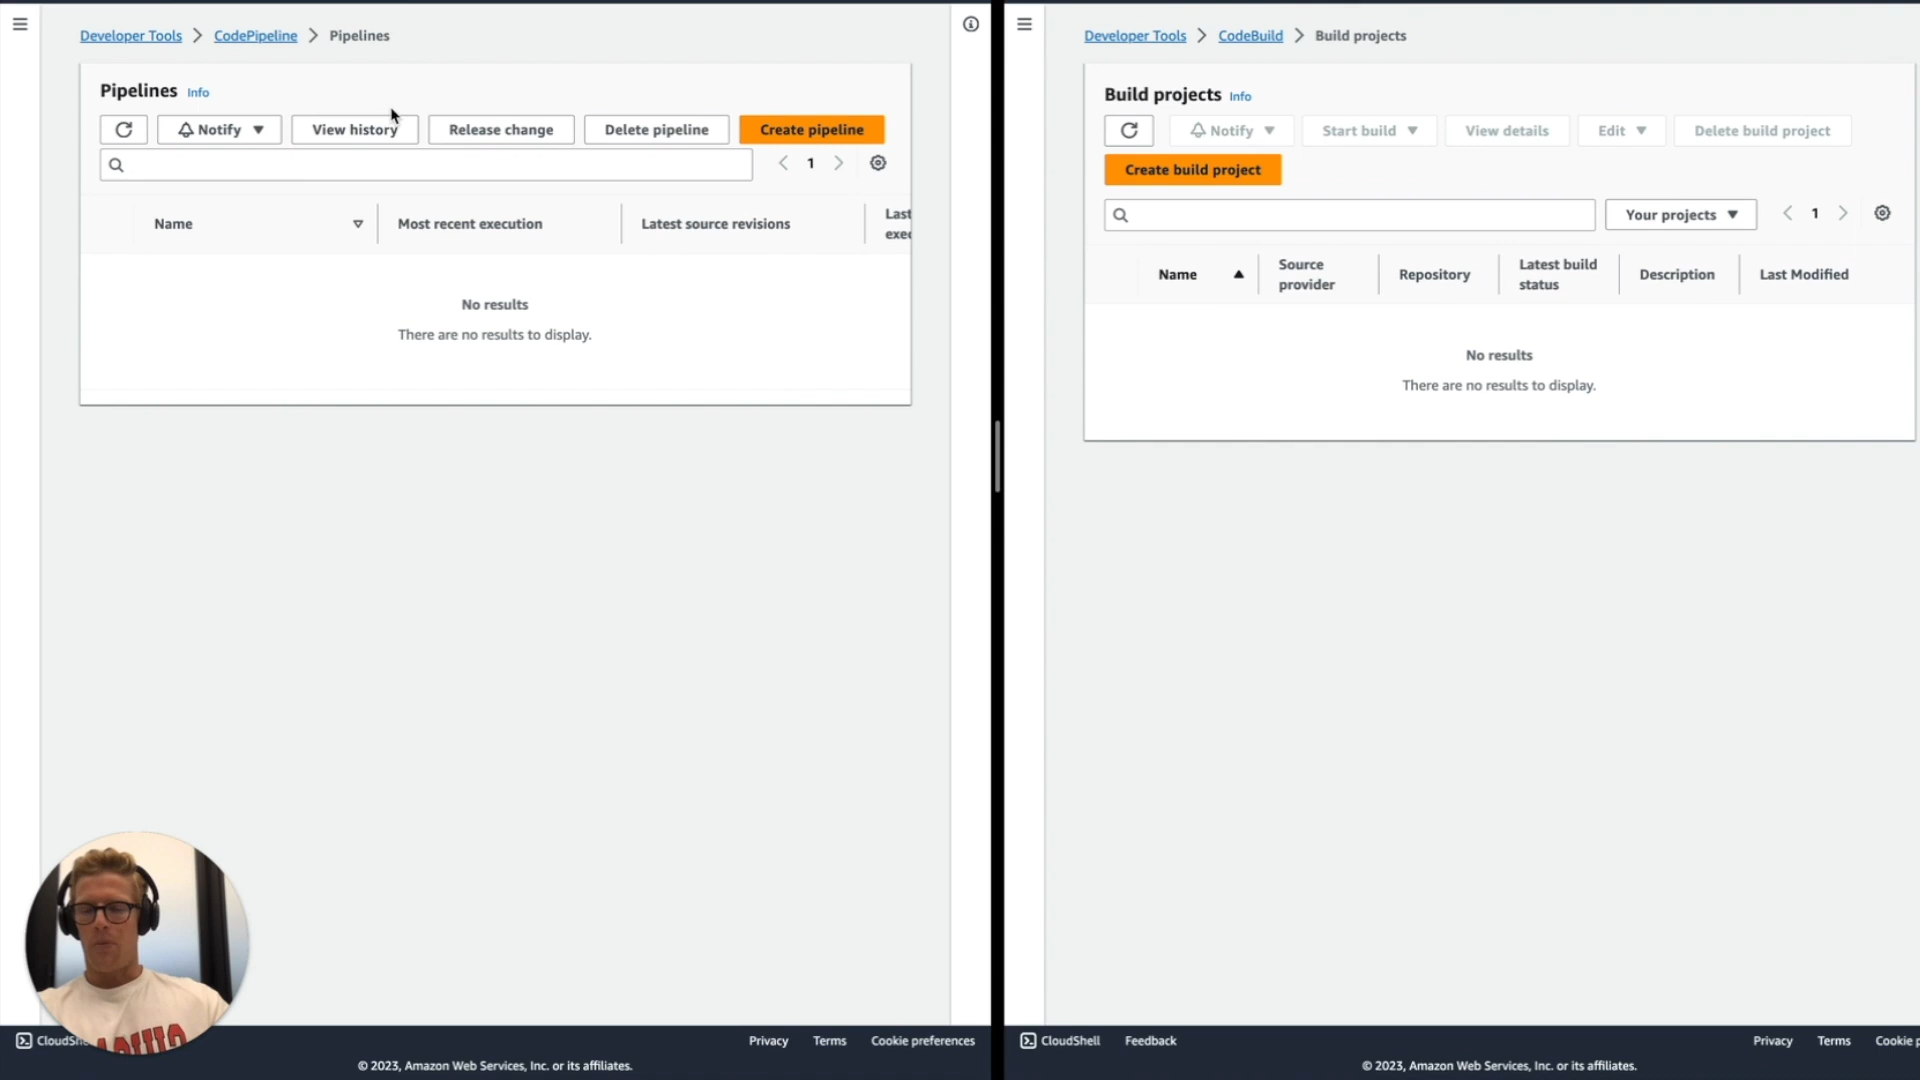 Developer Tools > CodePipeline > Pipelines
Pipelines Info
Notify View history Release change Delete pipeline Create pipeline
1
Name Most recent execution Latest source revisions Last
No results
There are no results to display.
CloudSh
Privacy Terms Cookie preferences
© 2023, Amazon Web Services, Inc. or its affiliates.
Developer Tools > CodeBuild > Build projects
Build projects Info
Notify Start build View details Edit Delete build project
Create build project
Your projects 1
Name Source provider Repository Latest build status Description Last Modified
No results
There are no results to display.
CloudShell Feedback Privacy Terms Cookie
© 2023, Amazon Web Services, Inc. or its affiliates.